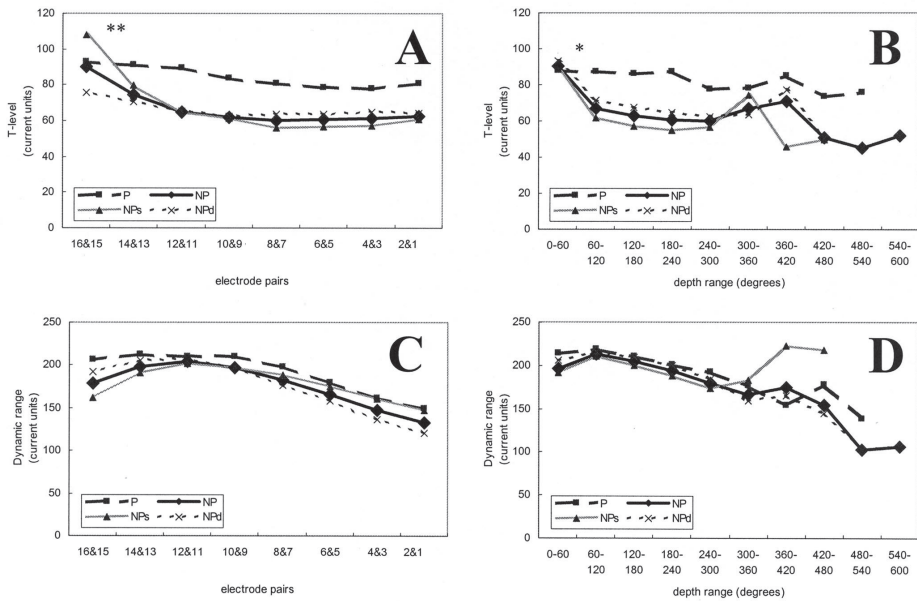 120
100
80
60
40
20
0
T-level
(current units)
**
A
P
NP
NPs
NPd
16&15
14&13
12&11
10&9
8&7
6&5
4&3
2&1
electrode pairs
120
100
80
60
40
20
0
T-level
(current units)
*
B
P
NP
NPs
NPd
0-60
60-
120
120-
180
180-
240
240-
300
300-
360
360-
420
420-
480
480-
540
540-
600
depth range (degrees)
250
200
150
100
50
0
Dynamic range
(current units)
C
P
NP
NPs
NPd
16&15
14&13
12&11
10&9
8&7
6&5
4&3
2&1
electrode pairs
250
200
150
100
50
0
Dynamic range
(current units)
D
P
NP
NPs
NPd
0-60
60-
120
120-
180
180-
240
240-
300
300-
360
360-
420
420-
480
480-
540
540-
600
depth range (degrees)